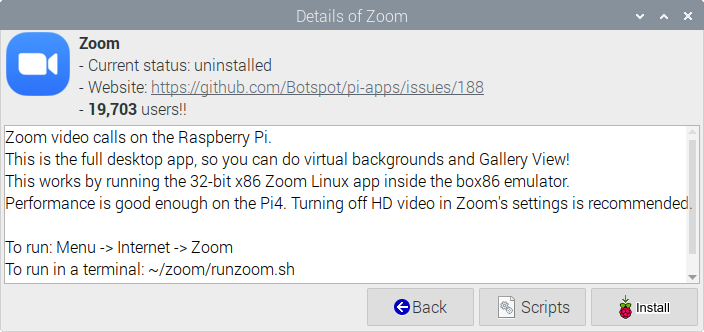 Details of Zoom
Zoom
- Current status: uninstalled
- Website: https://github.com/Botspot/pi-apps/issues/188
- 19,703 users!!
Zoom video calls on the Raspberry Pi.
This is the full desktop app, so you can do virtual backgrounds and Gallery View!
This works by running the 32-bit x86 Zoom Linux app inside the box86 emulator.
Performance is good enough on the Pi4. Turning off HD video in Zoom's settings is recommended.
To run: Menu -> Internet -> Zoom
To run in a terminal: ~/zoom/runzoom.sh
Back
Scripts
Install